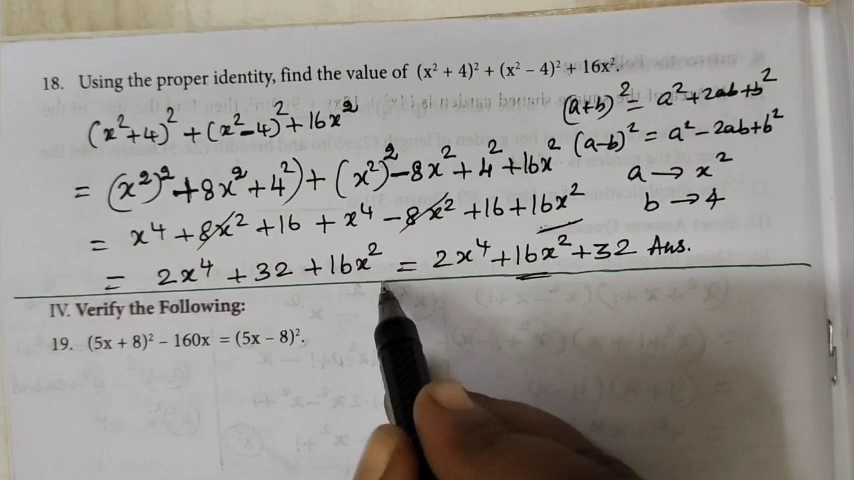 18. Using the proper identity, find the value of (x² + 4)² + (x² – 4)² + 16x².
(x²+4)² + (x²-4)² + 16x²
(a+b)² = a²+2ab+b²
(a-b)² = a²-2ab+b²
a → x²
b → 4
= (x²)² + 8x² + 4²) + (x²)² - 8x² + 4² + 16x²
= x⁴ + 8x² + 16 + x⁴ - 8x² + 16 + 16x²
= 2x⁴ + 32 + 16x² = 2x⁴ + 16x² + 32 Ans.
IV. Verify the Following:
19. (5x + 8)² – 160x = (5x – 8)².